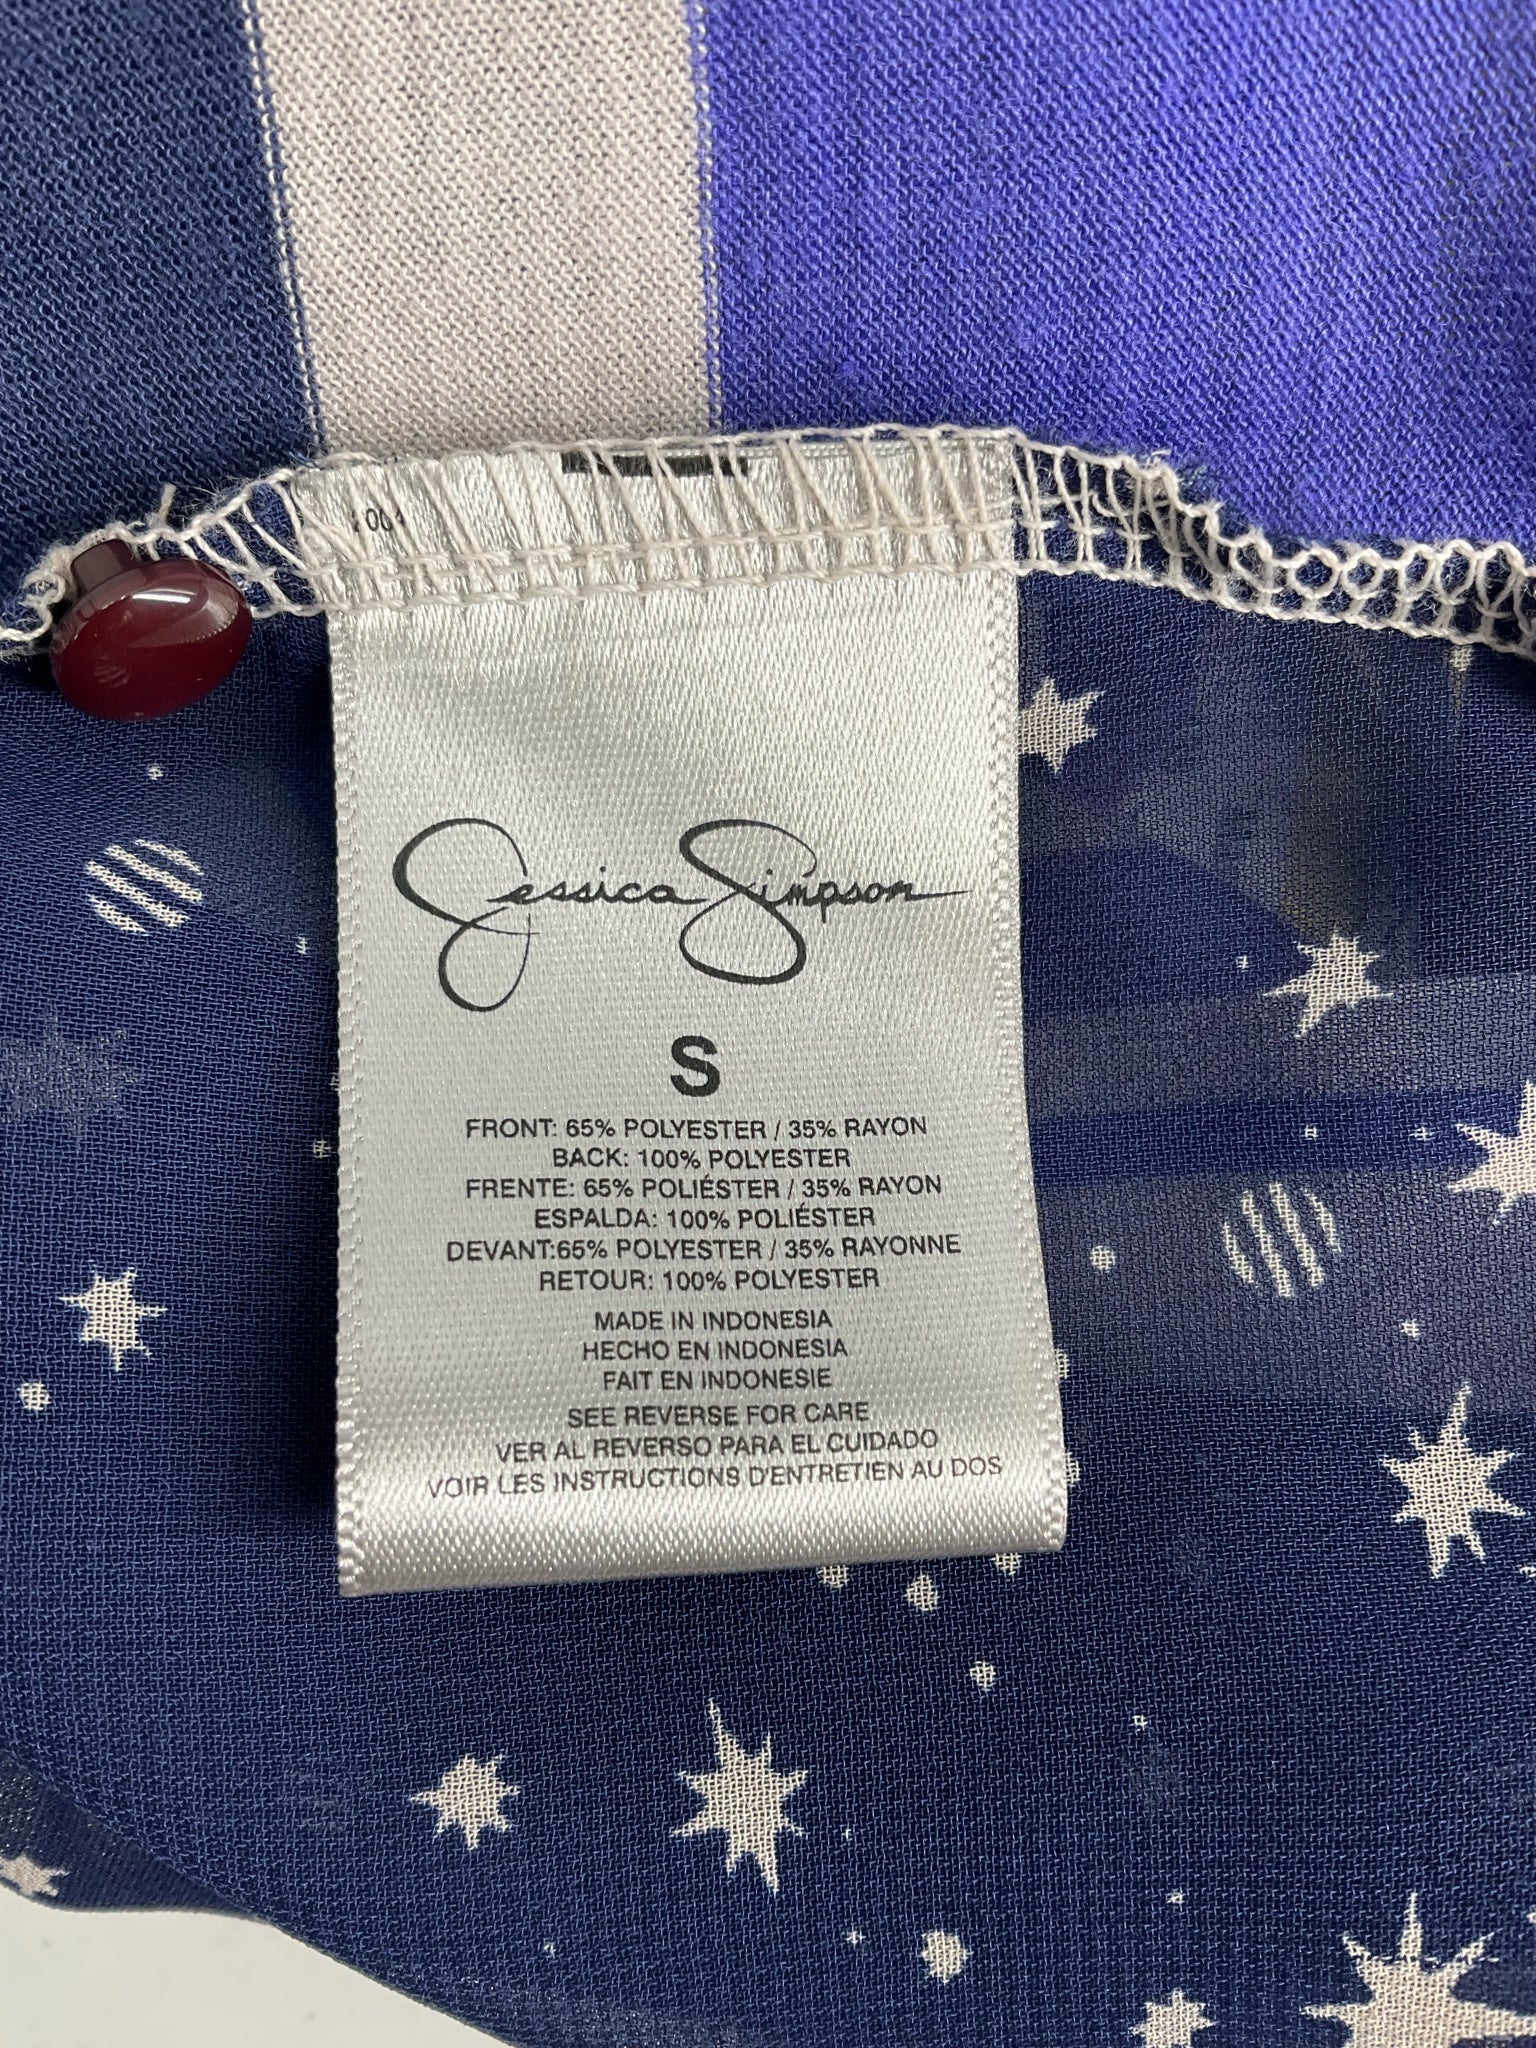 Jessica Simpson
S
FRONT: 65% POLYESTER / 35% RAYON
BACK: 100% POLYESTER
FRENTE: 65% POLIÉSTER / 35% RAYON
ESPALDA: 100% POLIÉSTER
DEVANT:65% POLYESTER / 35% RAYONNE
RETOUR: 100% POLYESTER
MADE IN INDONESIA
HECHO EN INDONESIA
FAIT EN INDONESIE
SEE REVERSE FOR CARE
VER AL REVERSO PARA EL CUIDADO
VOIR LES INSTRUCTIONS D'ENTRETIEN AU DOS